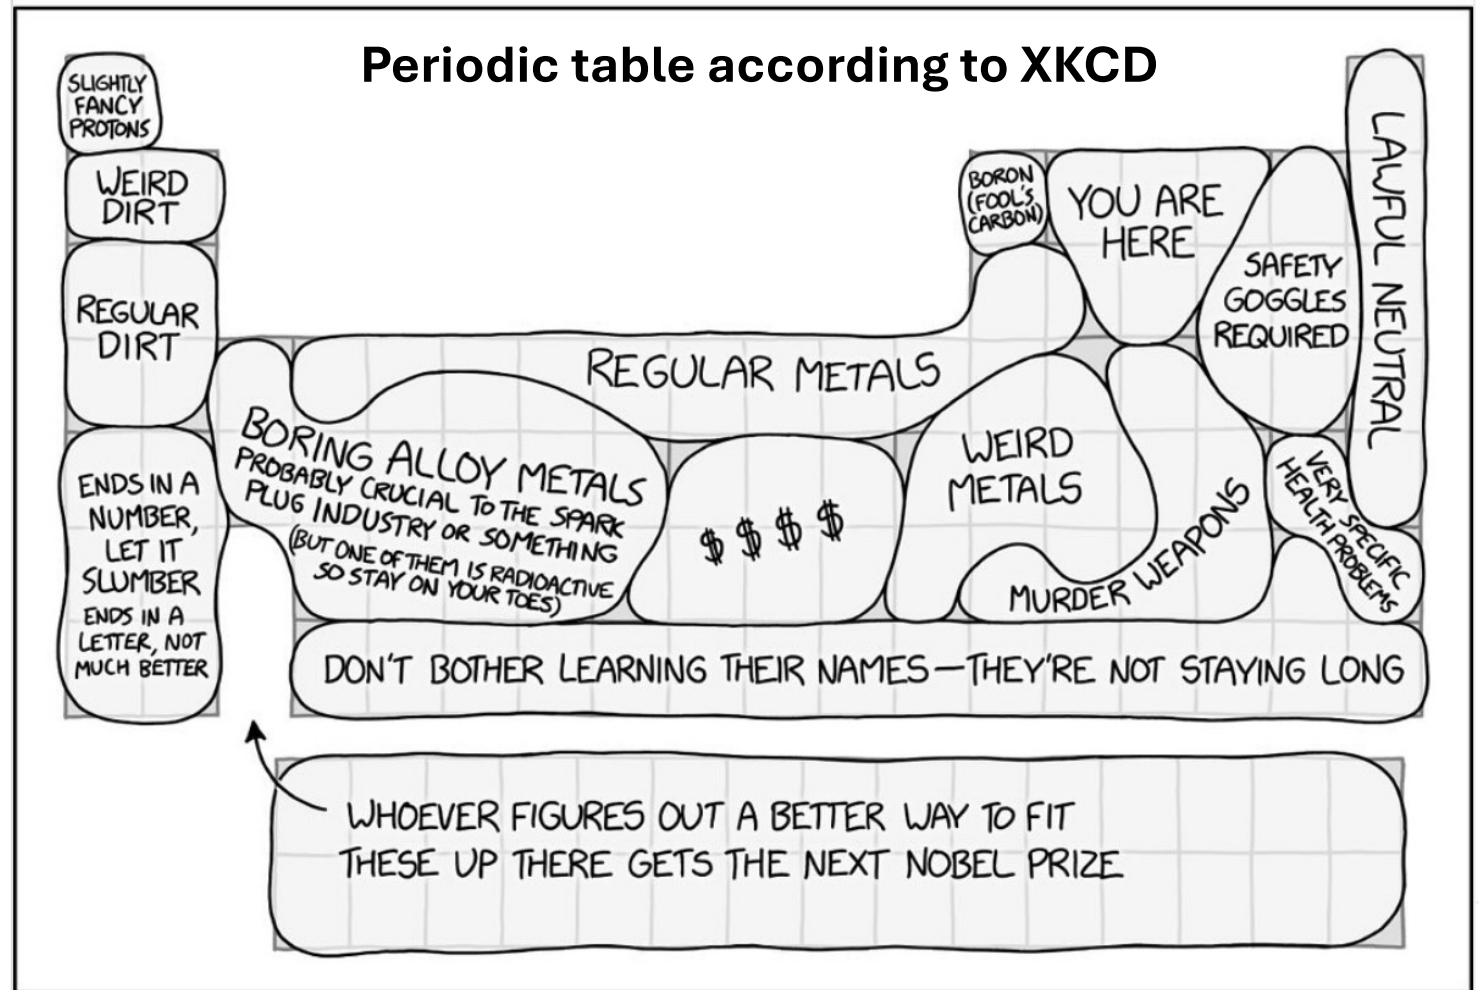 Periodic table according to XKCD
SLIGHTLY
FANCY
PROTONS
WEIRD
DIRT
REGULAR
DIRT
ENDS IN A
NUMBER,
LET IT
SLUMBER
ENDS IN A
LETTER, NOT
MUCH BETTER
BORING ALLOY METALS
PROBABLY CRUCIAL TO THE SPARK
PLUG INDUSTRY OR SOMETHING
(BUT ONE OF THEM IS RADIOACTIVE
SO STAY ON YOUR TOES)
REGULAR METALS
$ $ $ $
BORON
(FOOL'S
CARBON)
YOU ARE
HERE
SAFETY
GOGGLES
REQUIRED
LAWFUL NEUTRAL
WEIRD
METALS
MURDER WEAPONS
VERY SPECIFIC
HEALTH PROBLEMS
DON'T BOTHER LEARNING THEIR NAMES—THEY'RE NOT STAYING LONG
WHOEVER FIGURES OUT A BETTER WAY TO FIT
THESE UP THERE GETS THE NEXT NOBEL PRIZE